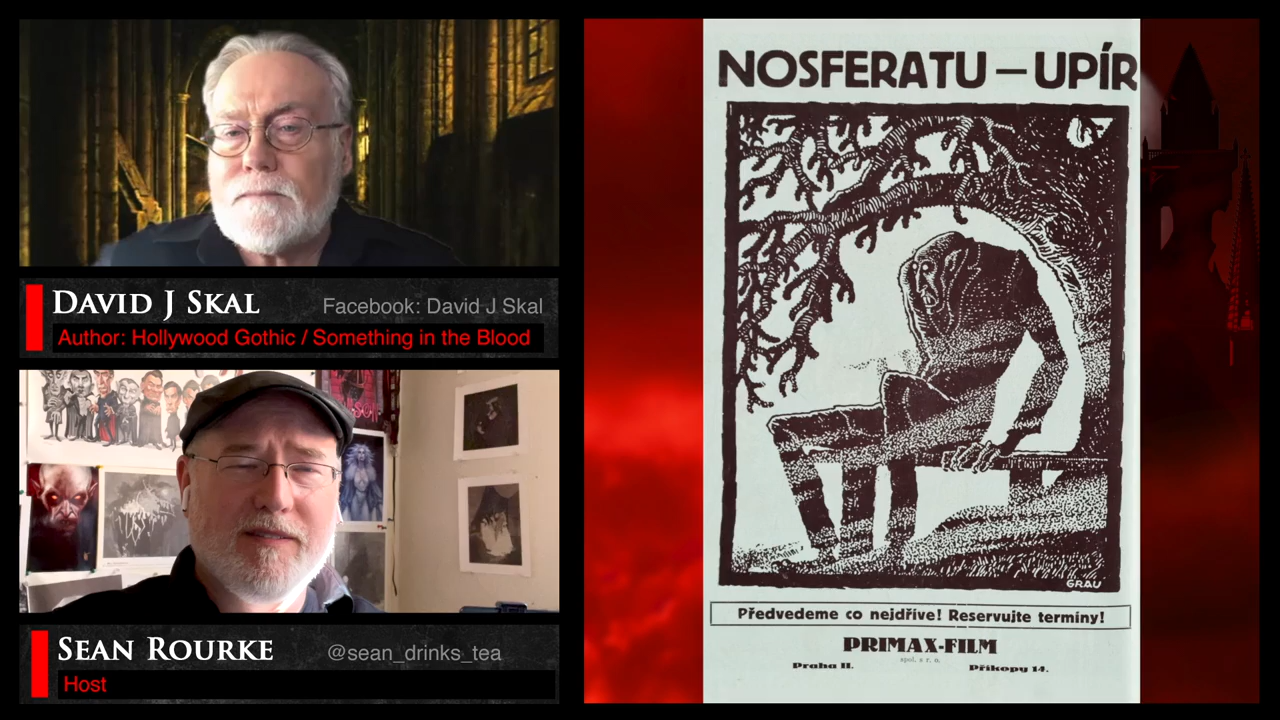 DAVID J SKAL
Facebook: David J Skal
Author: Hollywood Gothic / Something in the Blood
SEAN ROURKE
@sean_drinks_tea
Host
NOSFERATU – UPÍR
GRAU
Předvedeme co nejdříve! Reservujte termíny!
PRIMAX-FILM
spol. s r. o.
Praha II.
Příkopy 14.